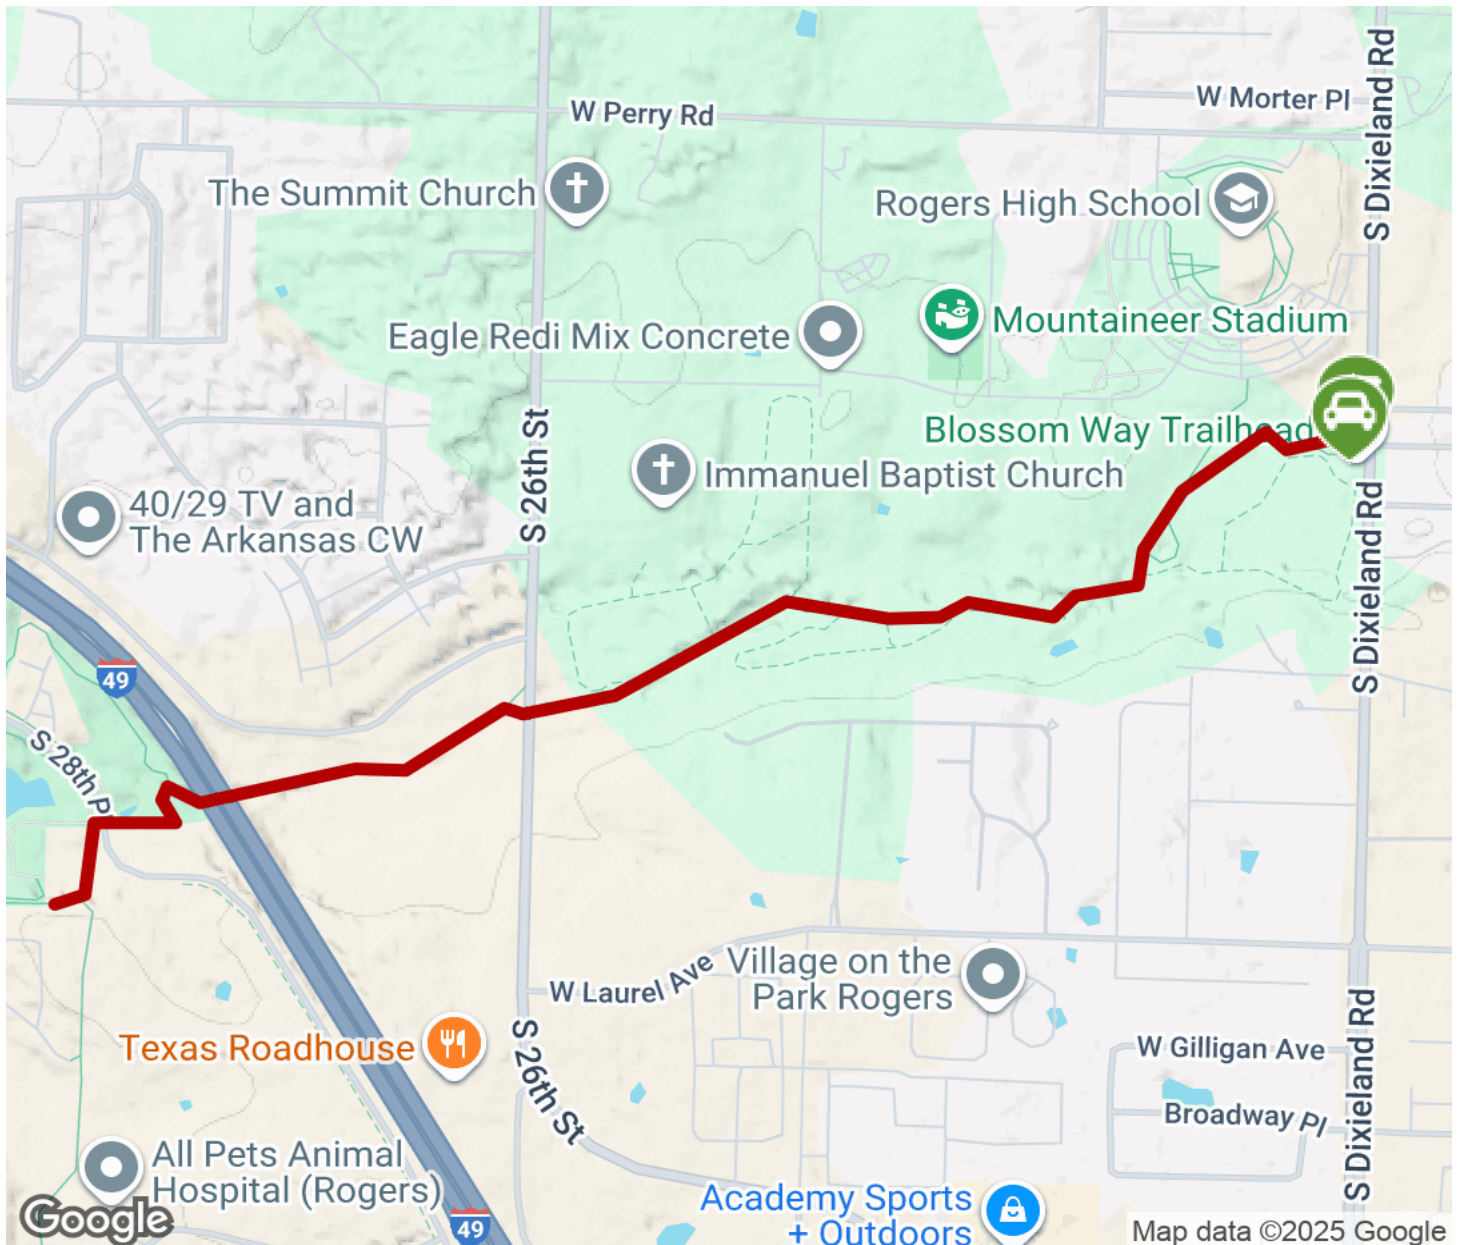 S Dixieland Rd
W Perry Rd
W Morter Pl
The Summit Church
Rogers High School
Mountaineer Stadium
Eagle Redi Mix Concrete
S 26th St
Blossom Way Trailhead
Immanuel Baptist Church
40/29 TV and
The Arkansas CW
S Dixieland Rd
49
S 28th Pl
W Laurel Ave
Village on the
Park Rogers
Texas Roadhouse
S 26th St
W Gilligan Ave
Broadway Pl
S Dixieland Rd
All Pets Animal
Hospital (Rogers)
Academy Sports
+ Outdoors
49
Google
Map data ©2025 Google